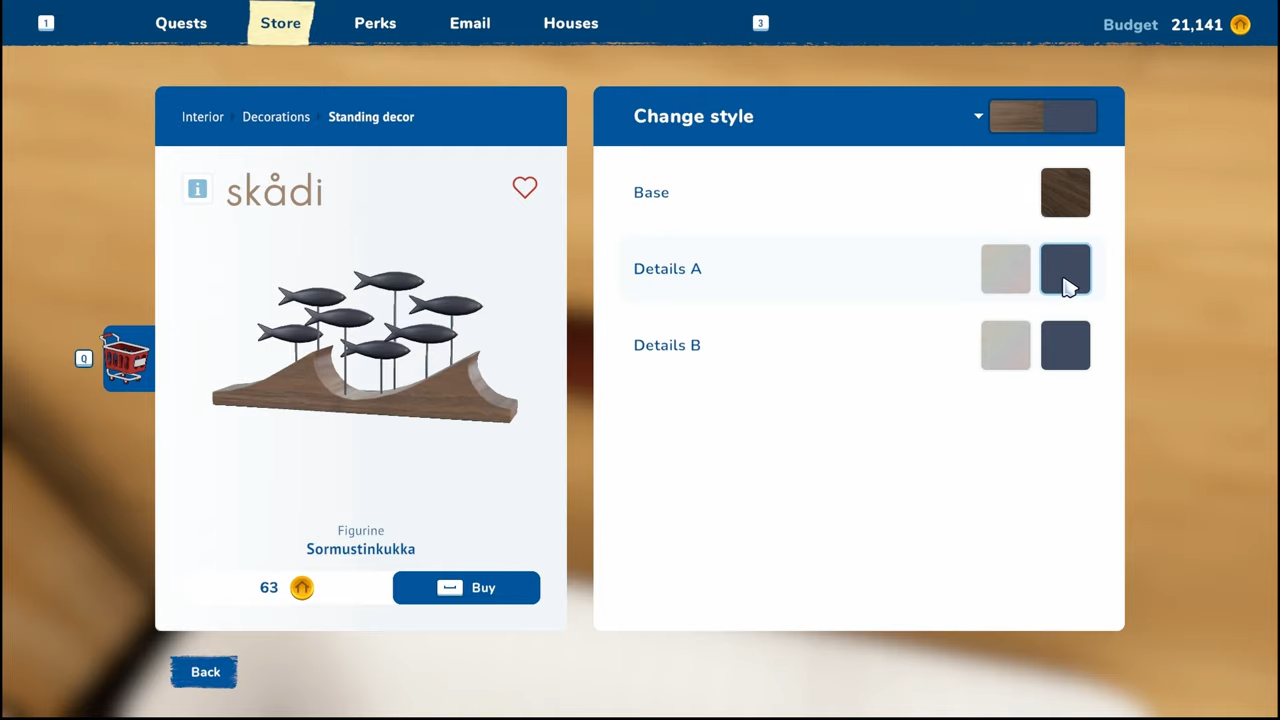 1 Quests Store Perks Email Houses 3 Budget 21,141
Interior Decorations Standing decor
Change style
i skådi
Base
Details A
Details B
Q
Figurine
Sormustinkukka
63 Buy
Back